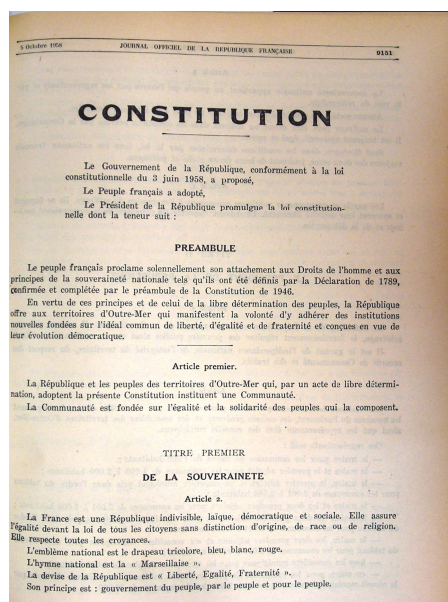 5 Octobre 1958 JOURNAL OFFICIEL DE LA REPUBLIQUE FRANÇAISE 9151
CONSTITUTION
Le Gouvernement de la République, conformément à la loi
constitutionnelle du 3 juin 1958, a proposé,
Le Peuple français a adopté,
Le Président de la République promulgue la loi constitution-
nelle dont la teneur suit :
PREAMBULE
Le peuple français proclame solennellement son attachement aux Droits de l'homme et aux
principes de la souveraineté nationale tels qu'ils ont été définis par la Déclaration de 1789,
confirmée et complétée par le préambule de la Constitution de 1946.
En vertu de ces principes et de celui de la libre détermination des peuples, la République
offre aux territoires d'Outre-Mer qui manifestent la volonté d'y adhérer des institutions
nouvelles fondées sur l'idéal commun de liberté, d'égalité et de fraternité et conçues en vue de
leur évolution démocratique.
Article premier.
La République et les peuples des territoires d'Outre-Mer qui, par un acte de libre détermi-
nation, adoptent la présente Constitution instituent une Communauté.
La Communauté est fondée sur l'égalité et la solidarité des peuples qui la composent.
TITRE PREMIER
DE LA SOUVERAINETE
Article 2.
La France est une République indivisible, laïque, démocratique et sociale. Elle assure
l'égalité devant la loi de tous les citoyens sans distinction d'origine, de race ou de religion.
Elle respecte toutes les croyances.
L'emblème national est le drapeau tricolore, bleu, blanc, rouge.
L'hymne national est la « Marseillaise ».
La devise de la République est « Liberté, Egalité, Fraternité ».
Son principe est : gouvernement du peuple, par le peuple et pour le peuple.